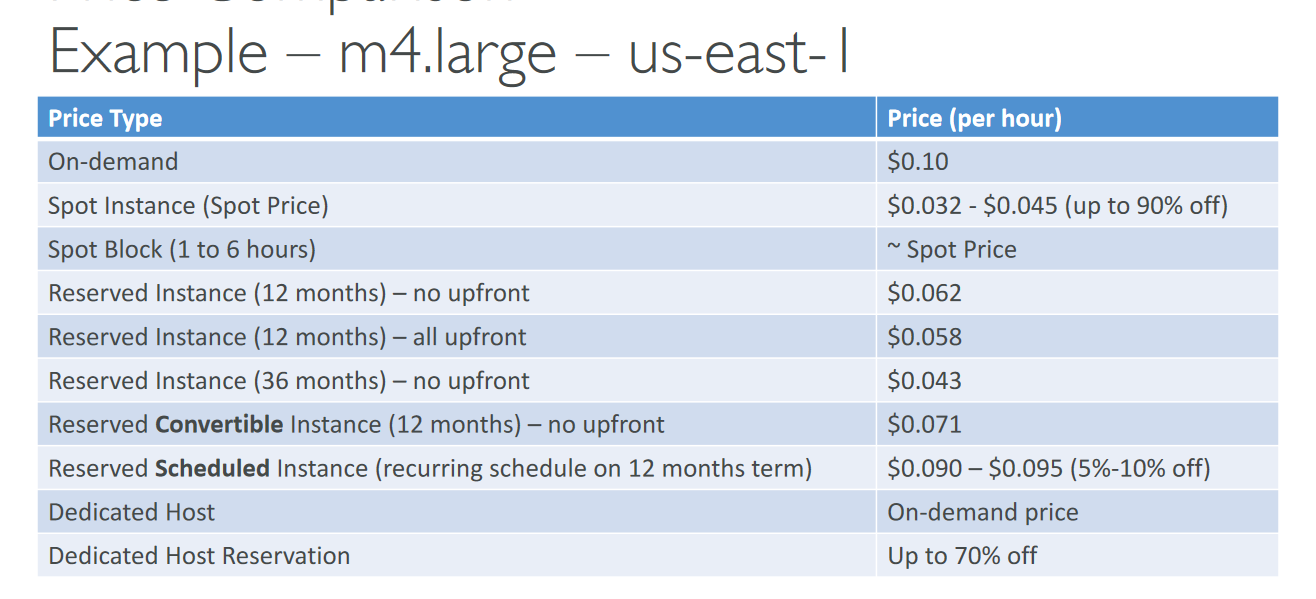 Example – m4.large – us-east-1
Price Type Price (per hour)
On-demand $0.10
Spot Instance (Spot Price) $0.032 - $0.045 (up to 90% off)
Spot Block (1 to 6 hours) ~ Spot Price
Reserved Instance (12 months) – no upfront $0.062
Reserved Instance (12 months) – all upfront $0.058
Reserved Instance (36 months) – no upfront $0.043
Reserved Convertible Instance (12 months) – no upfront $0.071
Reserved Scheduled Instance (recurring schedule on 12 months term) $0.090 – $0.095 (5%-10% off)
Dedicated Host On-demand price
Dedicated Host Reservation Up to 70% off